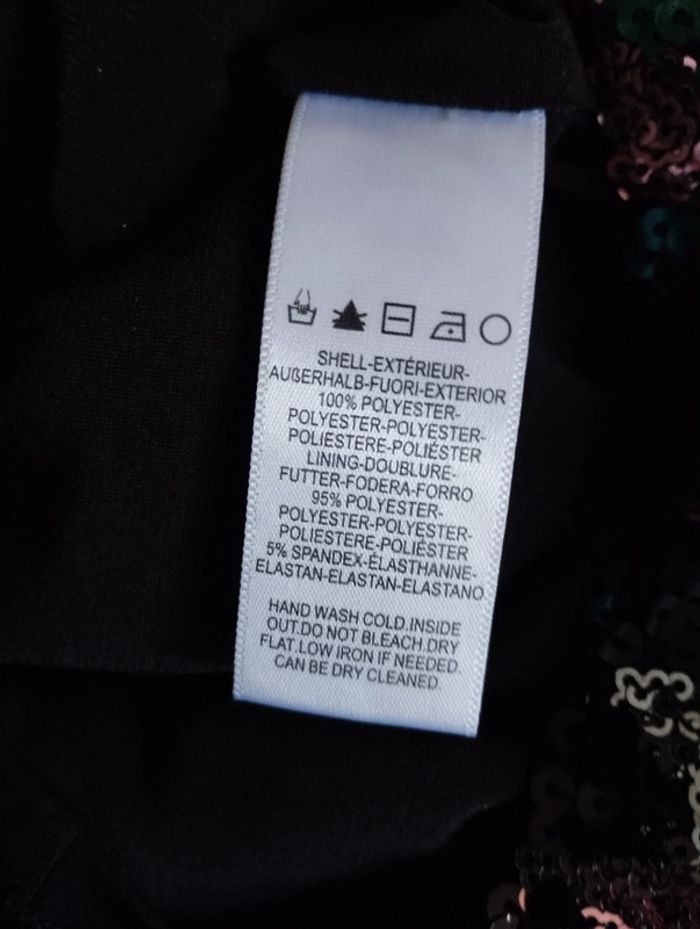 SHELL-EXTÉRIEUR-
AUßERHALB-FUORI-EXTERIOR
100% POLYESTER-
POLYESTER-POLYESTER-
POLIESTERE-POLIÉSTER
LINING-DOUBLURE-
FUTTER-FODERA-FORRO
95% POLYESTER-
POLYESTER-POLYESTER-
POLIESTERE-POLIÉSTER
5% SPANDEX-ÉLASTHANNE-
ELASTAN-ELASTAN-ELASTANO
HAND WASH COLD.INSIDE
OUT.DO NOT BLEACH.DRY
FLAT.LOW IRON IF NEEDED.
CAN BE DRY CLEANED.